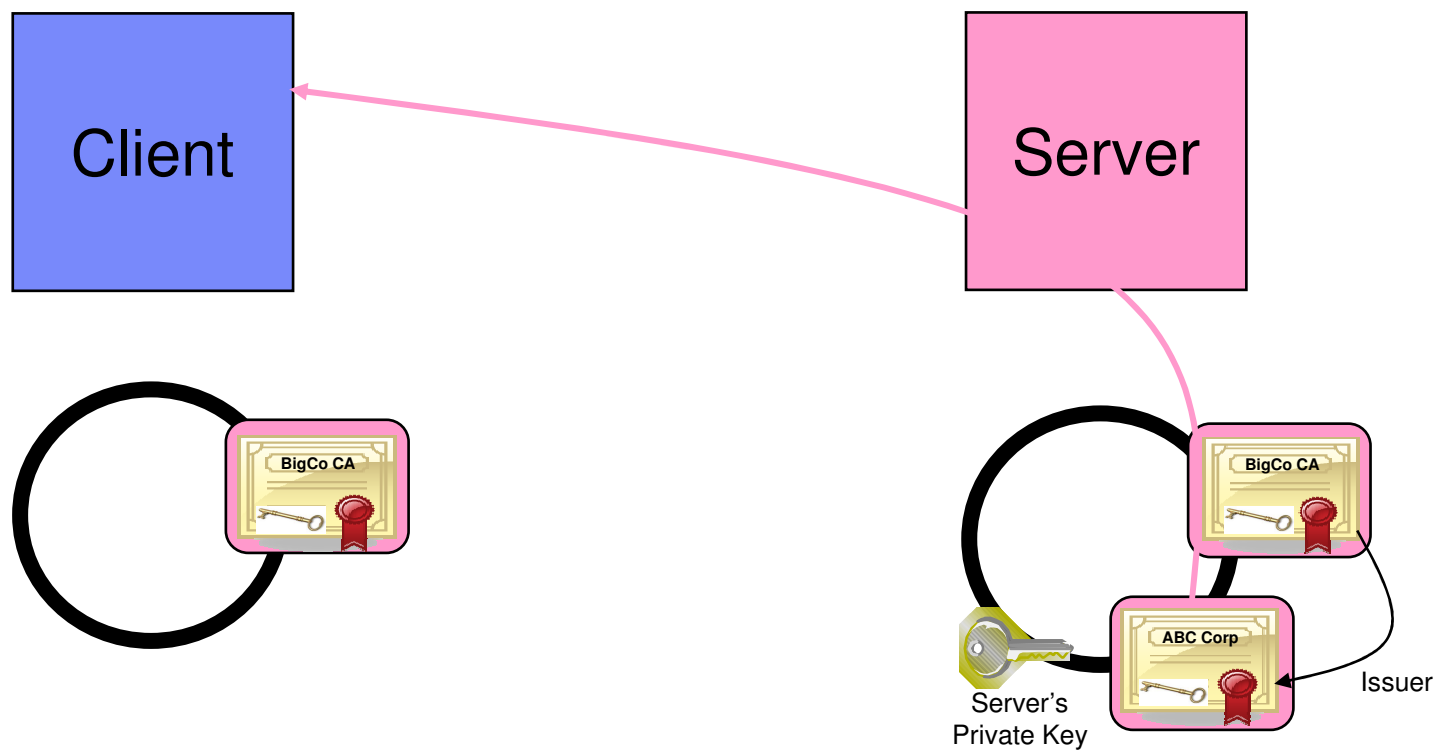 Client
Server
BigCo CA
BigCo CA
ABC Corp
Issuer
Server’s
Private Key